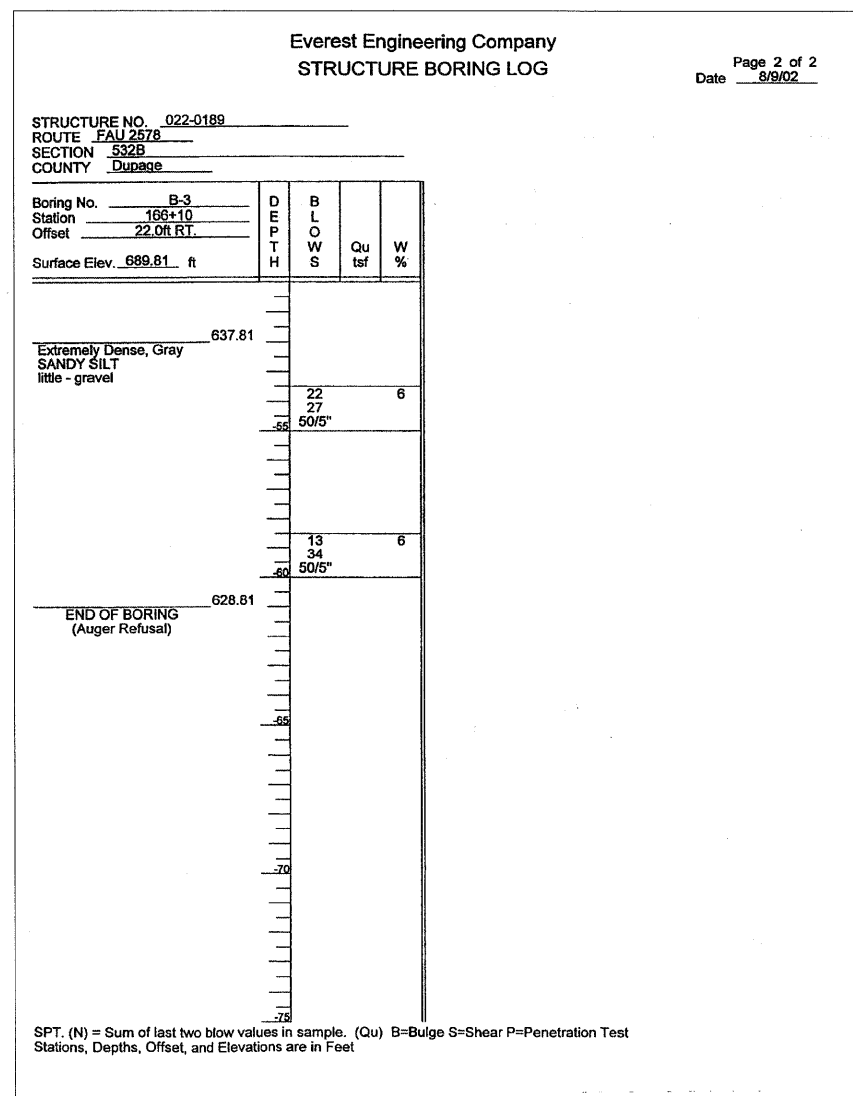 Everest Engineering Company
STRUCTURE BORING LOG
Page 2 of 2
Date 8/9/02
STRUCTURE NO. 022-0189
ROUTE FAU 2578
SECTION 532B
COUNTY Dupage
Boring No. B-3
Station 166+10
Offset 22.0ft RT.
Surface Elev. 689.81 ft
DEPTH
BLOWS
Qu tsf
W %
637.81
Extremely Dense, Gray
SANDY SILT
little - gravel
22 6
27
-55 50/5"
13 6
34
-60 50/5"
628.81
END OF BORING
(Auger Refusal)
-65
-70
-75
SPT. (N) = Sum of last two blow values in sample. (Qu) B=Bulge S=Shear P=Penetration Test
Stations, Depths, Offset, and Elevations are in Feet